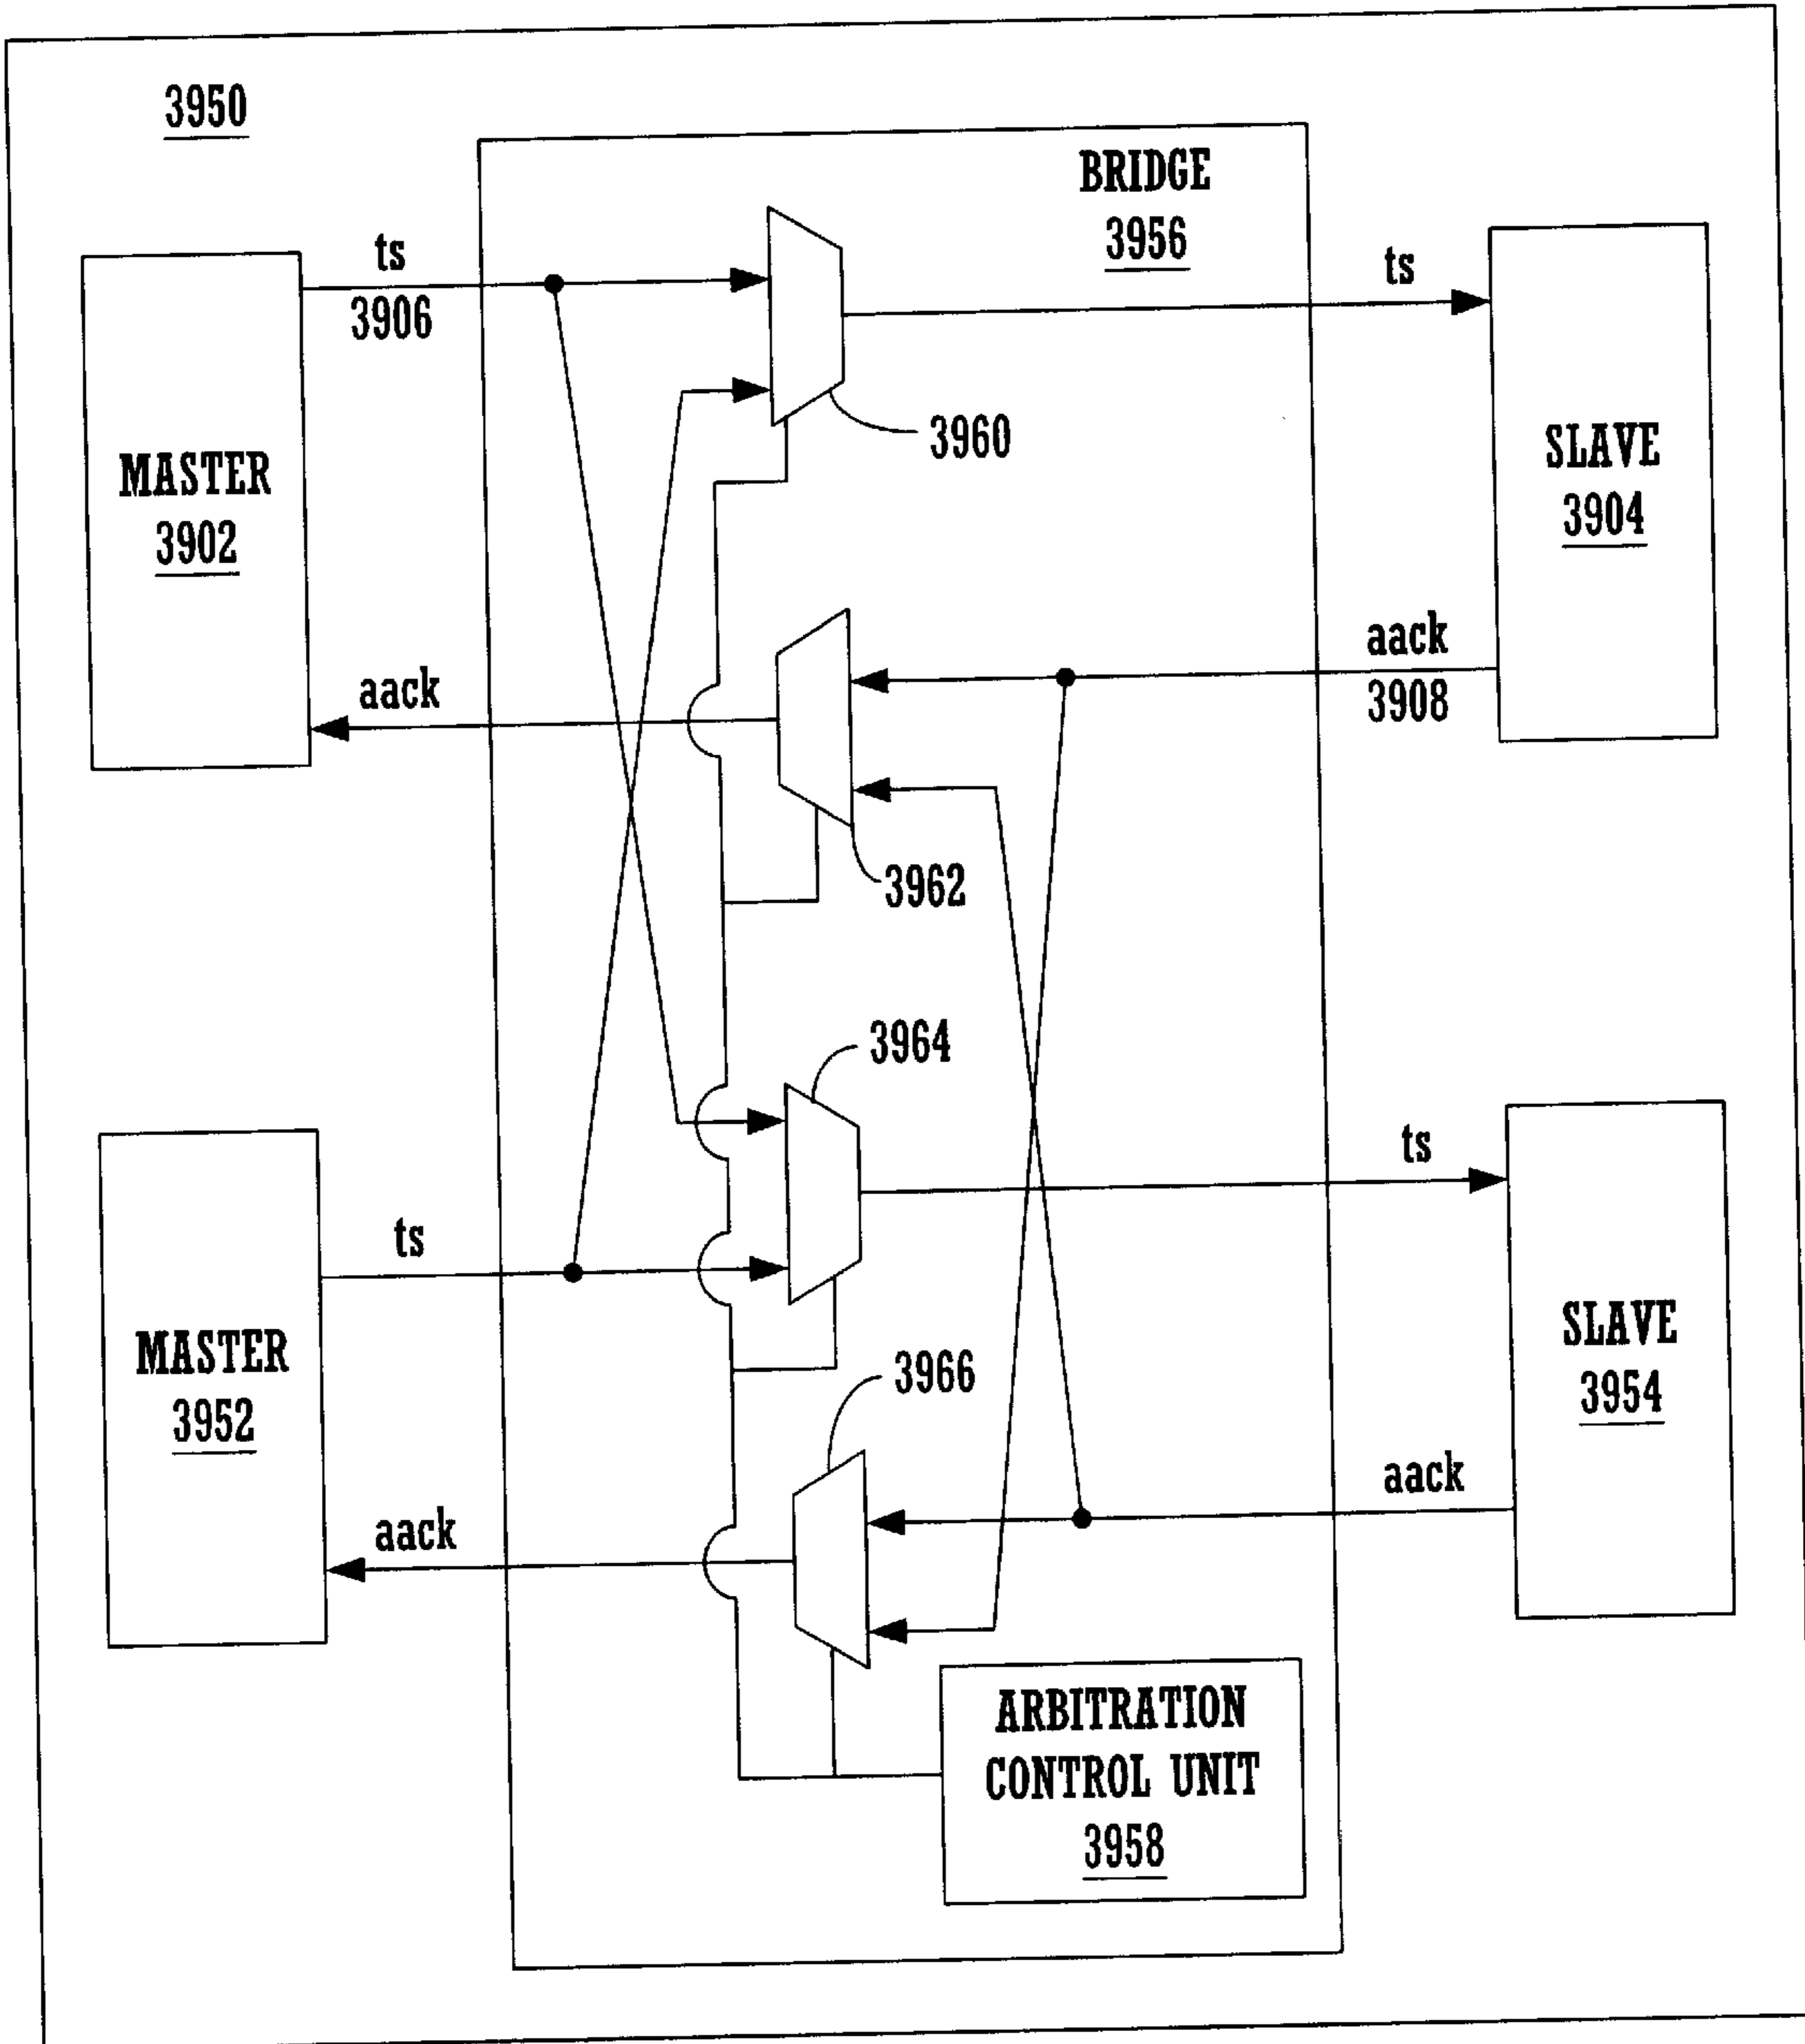 3950
BRIDGE
3956
ts
3906
ts
3960
MASTER
3902
SLAVE
3904
aack
aack
3908
3962
3964
ts
ts
MASTER
3952
SLAVE
3954
3966
aack
aack
ARBITRATION
CONTROL UNIT
3958